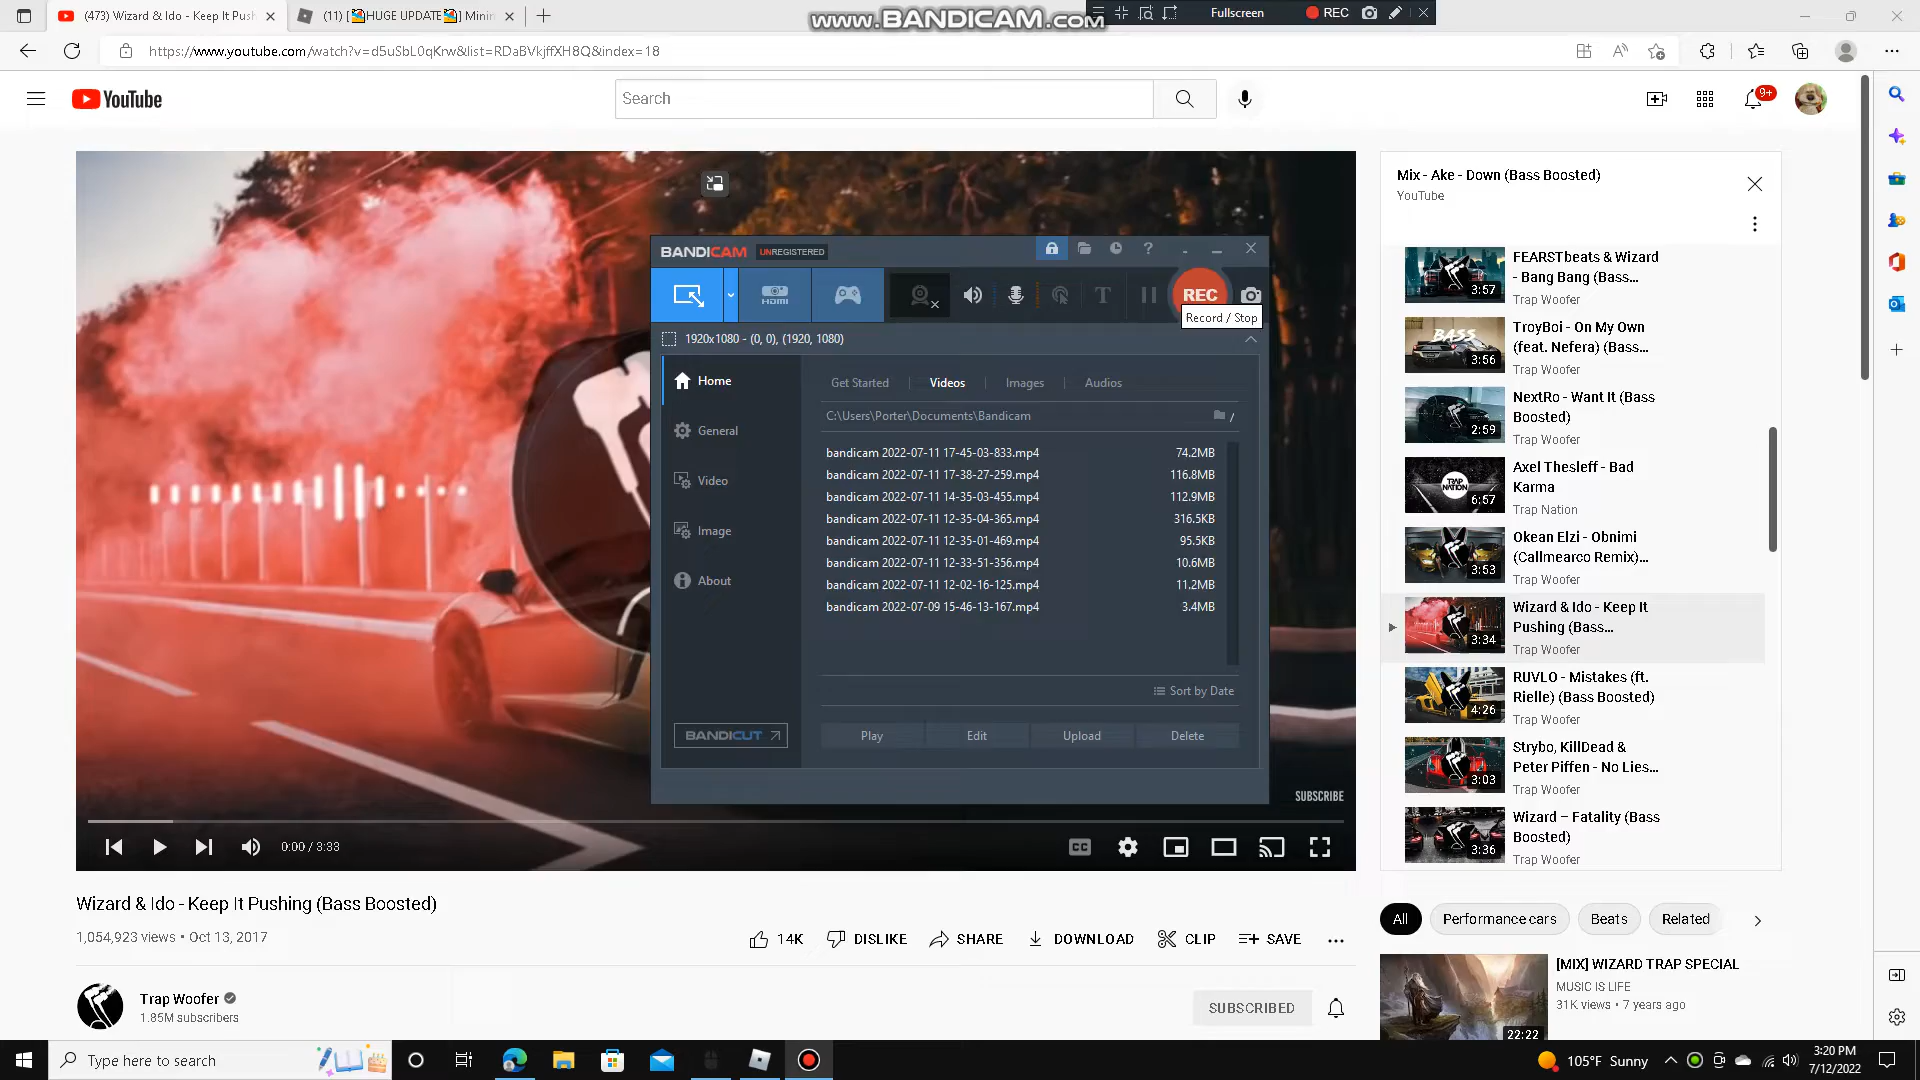 (473) Wizard & Ido - Keep It Push
(11) [🏝HUGE UPDATE🏝] Minin
www.BANDICAM.com
Fullscreen
REC
https://www.youtube.com/watch?v=d5uSbL0qKrw&list=RDaBVkjffXH8Q&index=18
YouTube
Search
9+
Mix - Ake - Down (Bass Boosted)
YouTube
BANDICAM
UNREGISTERED
HDMI
REC
Record / Stop
1920x1080 - (0, 0), (1920, 1080)
Home
General
Video
Image
About
BANDICUT
Get Started
Videos
Images
Audios
C:\Users\Porter\Documents\Bandicam
/
bandicam 2022-07-11 17-45-03-833.mp4 74.2MB
bandicam 2022-07-11 17-38-27-259.mp4 116.8MB
bandicam 2022-07-11 14-35-03-455.mp4 112.9MB
bandicam 2022-07-11 12-35-04-365.mp4 316.5KB
bandicam 2022-07-11 12-35-01-469.mp4 95.5KB
bandicam 2022-07-11 12-33-51-356.mp4 10.6MB
bandicam 2022-07-11 12-02-16-125.mp4 11.2MB
bandicam 2022-07-09 15-46-13-167.mp4 3.4MB
Sort by Date
Play
Edit
Upload
Delete
SUBSCRIBE
0:00 / 3:33
CC
FEARSTbeats & Wizard
- Bang Bang (Bass...
Trap Woofer
3:57
TroyBoi - On My Own
(feat. Nefera) (Bass...
Trap Woofer
BASS
3:56
NextRo - Want It (Bass
Boosted)
Trap Woofer
2:59
Axel Thesleff - Bad
Karma
Trap Nation
TRAP
NATION
6:57
Okean Elzi - Obnimi
(Callmearco Remix)...
Trap Woofer
3:53
Wizard & Ido - Keep It
Pushing (Bass...
Trap Woofer
3:34
RUVLO - Mistakes (ft.
Rielle) (Bass Boosted)
Trap Woofer
4:26
Strybo, KillDead &
Peter Piffen - No Lies...
Trap Woofer
3:03
Wizard – Fatality (Bass
Boosted)
Trap Woofer
3:36
Wizard & Ido - Keep It Pushing (Bass Boosted)
1,054,923 views • Oct 13, 2017
14K
DISLIKE
SHARE
DOWNLOAD
CLIP
SAVE
Trap Woofer
1.85M subscribers
SUBSCRIBED
All
Performance cars
Beats
Related
[MIX] WIZARD TRAP SPECIAL
MUSIC IS LIFE
31K views • 7 years ago
22:22
Type here to search
105°F Sunny
3:20 PM
7/12/2022